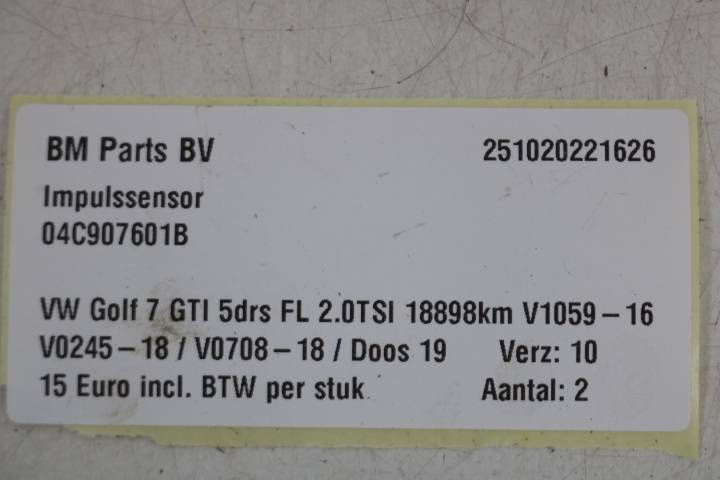 BM Parts BV 251020221626
Impulssensor
04C907601B
VW Golf 7 GTI 5drs FL 2.0TSI 18898km V1059-16
V0245-18 / V0708-18 / Doos 19 Verz: 10
15 Euro incl. BTW per stuk Aantal: 2